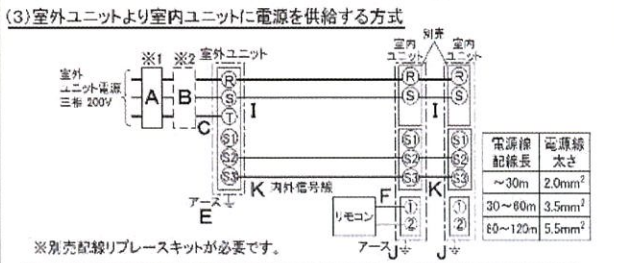 (3)室外ユニットより室内ユニットに電源を供給する方式
※1 ※2 室外ユニット 別売
室内ユニット 室内ユニット
室外
ユニット電源
三相 200V
A B C
R R R
S S S
T
I I
S1 S1 S1
S2 S2 S2
S3 S3 S3
K 内外信号線 K
アース
E
F
リモコン
① ①
② ②
アース J J
電源線配線長 電源線太さ
～30m 2.0mm²
30～60m 3.5mm²
60～120m 5.5mm²
※別売配線リプレースキットが必要です。